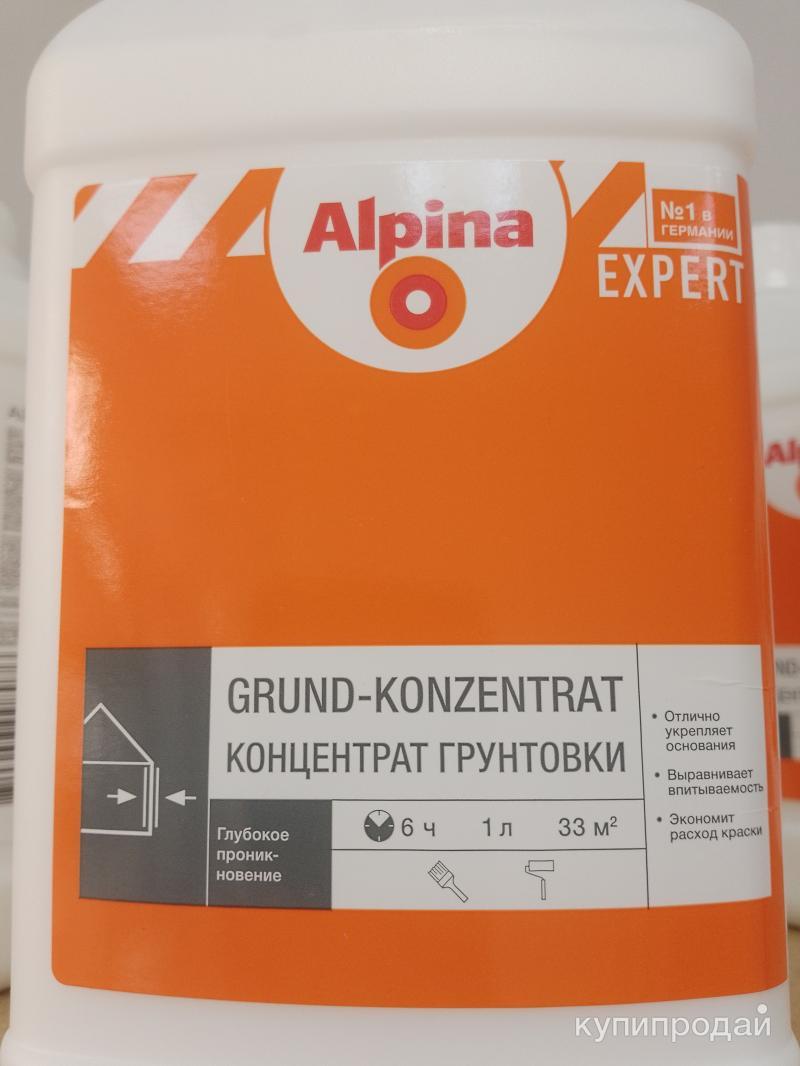 Alpina
№1 в
ГЕРМАНИИ
EXPERT
GRUND-KONZENTRAT
КОНЦЕНТРАТ ГРУНТОВКИ
Глубокое
проник-
новение
6 ч 1 л 33 м²
• Отлично
укрепляет
основания
• Выравнивает
впитываемость
• Экономит
расход краски
купипродай